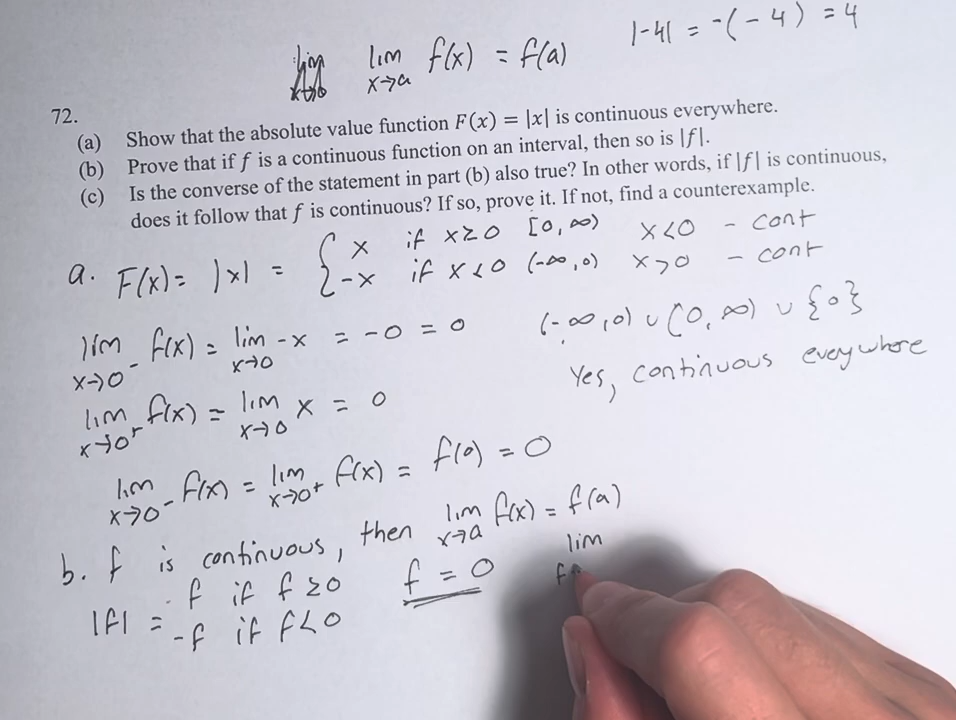 lim f(x) = f(a)
x→a
|-4| = -(-4) = 4
72.
(a) Show that the absolute value function F(x) = |x| is continuous everywhere.
(b) Prove that if f is a continuous function on an interval, then so is |f|.
(c) Is the converse of the statement in part (b) also true? In other words, if |f| is continuous,
does it follow that f is continuous? If so, prove it. If not, find a counterexample.
a. F(x) = |x| = { x if x≥0 [0,∞) x<0 - cont
-x if x<0 (-∞,0) x>0 - cont
lim f(x) = lim -x = -0 = 0
x→0⁻ x→0
(-∞,0) ∪ (0,∞) ∪ {0}
Yes, continuous everywhere
lim f(x) = lim x = 0
x→0⁺ x→0
lim f(x) = lim f(x) = f(0) = 0
x→0⁻ x→0⁺
b. f is continuous, then lim f(x) = f(a)
x→a
|f| = f if f≥0
-f if f<0
f = 0
lim
f